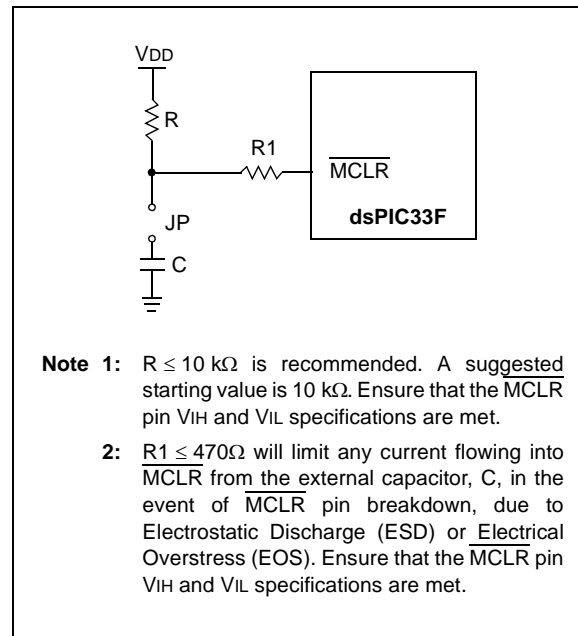 VDD
R
R1
MCLR
dsPIC33F
JP
C
Note 1: R ≤ 10 kΩ is recommended. A suggested
starting value is 10 kΩ. Ensure that the MCLR
pin VIH and VIL specifications are met.
2: R1 ≤ 470Ω will limit any current flowing into
MCLR from the external capacitor, C, in the
event of MCLR pin breakdown, due to
Electrostatic Discharge (ESD) or Electrical
Overstress (EOS). Ensure that the MCLR pin
VIH and VIL specifications are met.